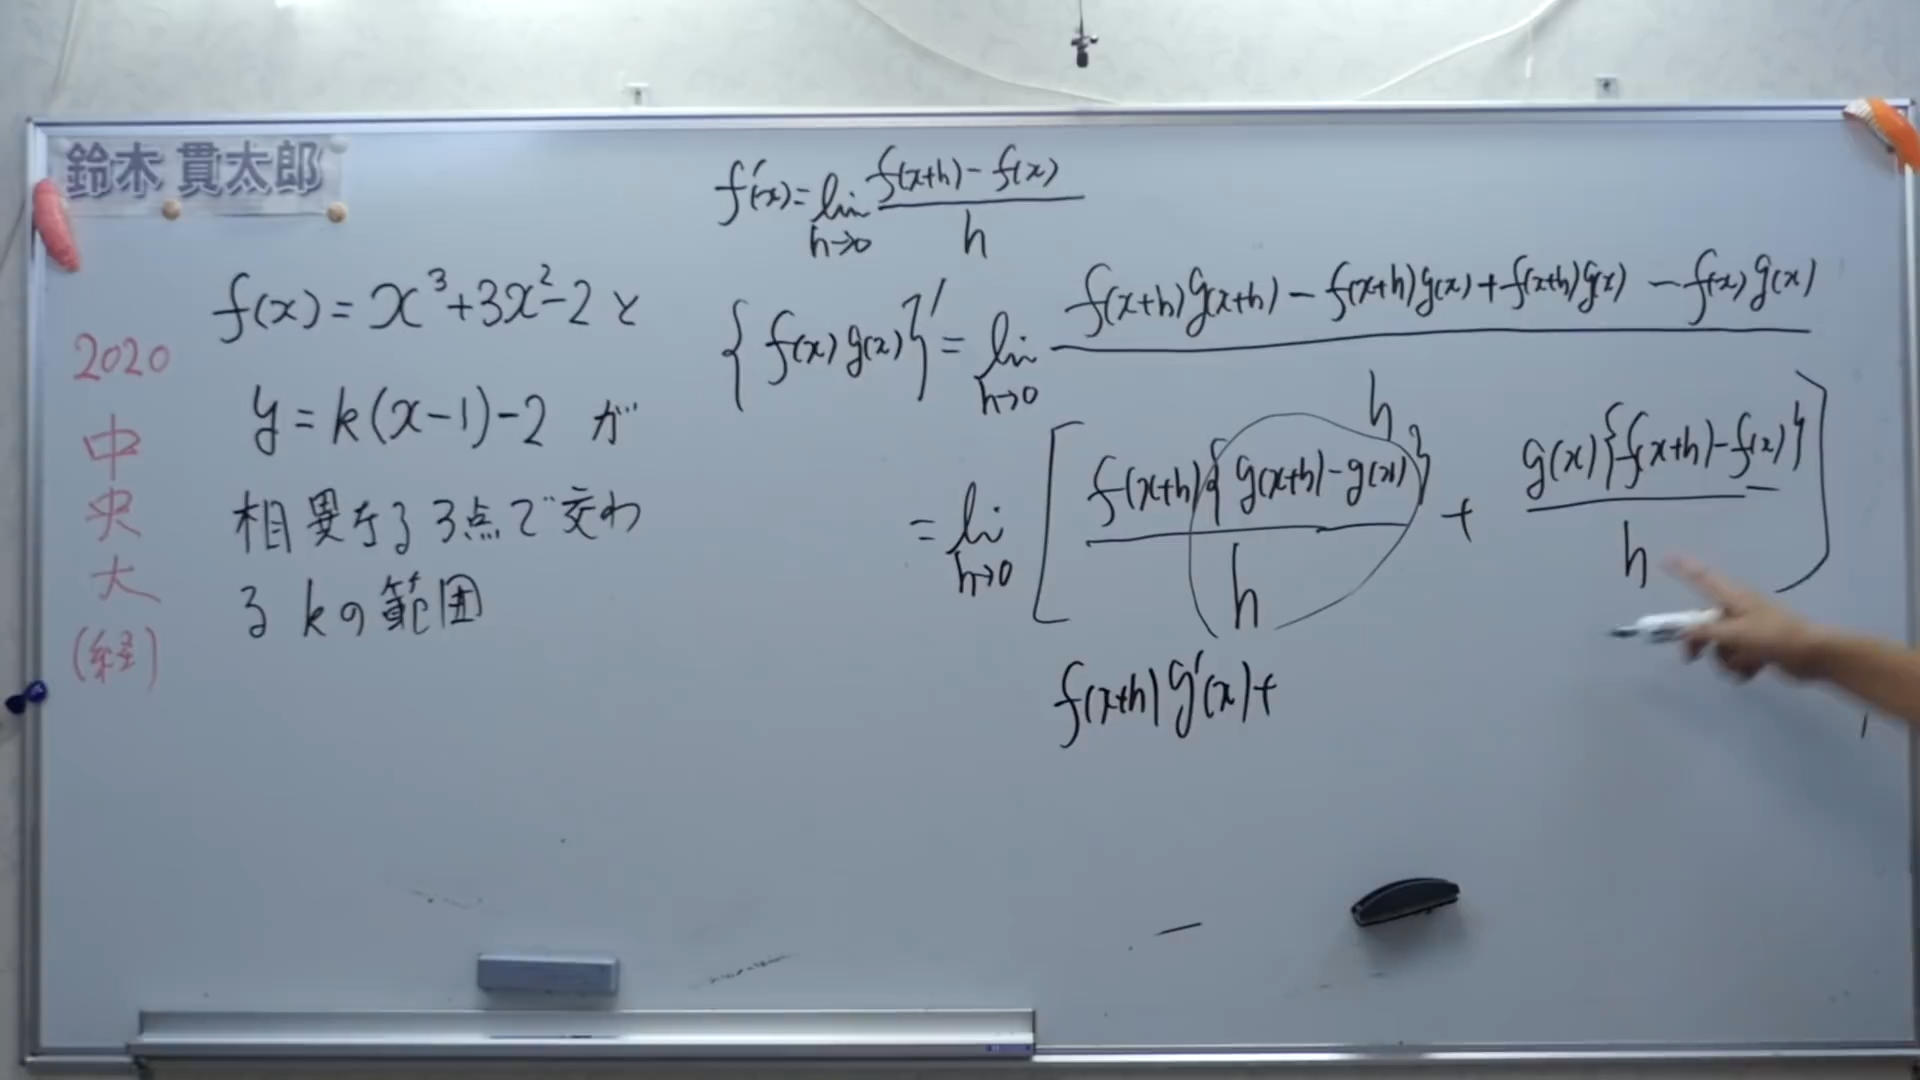 鈴木 貫太郎
2020
中
央
大
(経)
f(x) = x³+3x²-2 と
y = k(x-1)-2 が
相異なる3点で交わ
るkの範囲
f'(x) = lim h→0 f(x+h) - f(x) / h
{f(x)g(x)}' = lim h→0 f(x+h)g(x+h) - f(x+h)g(x) + f(x+h)g(x) - f(x)g(x) / h
= lim h→0 [ f(x+h){g(x+h)-g(x)} / h + g(x){f(x+h)-f(x)} / h ]
f(x+h)g'(x)+